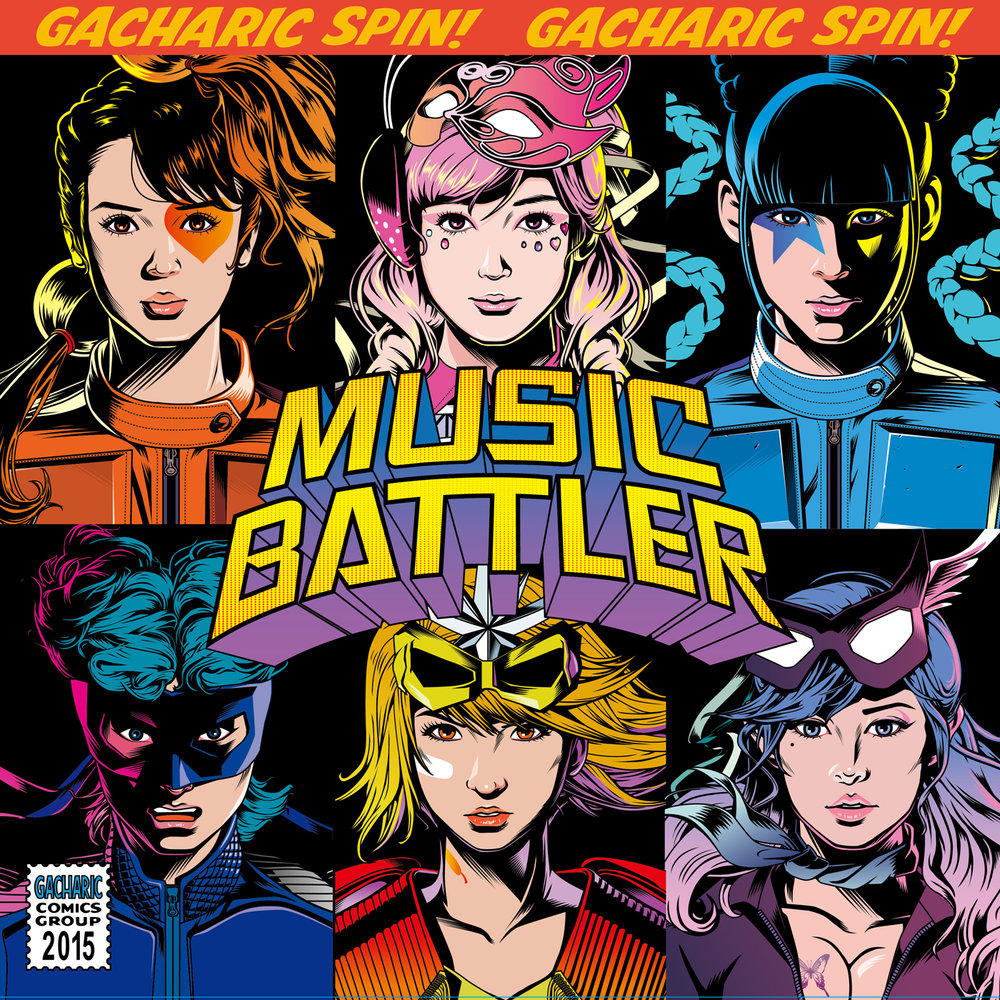 GACHARIC SPIN! GACHARIC SPIN!
MUSIC
BATTLER
GACHARIC
COMICS
GROUP
2015